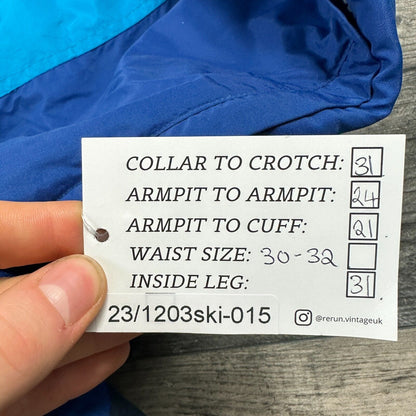 COLLAR TO CROTCH: 31
ARMPIT TO ARMPIT: 24
ARMPIT TO CUFF: 21
WAIST SIZE: 30-32
INSIDE LEG: 31
23/1203ski-015 @rerun.vintageuk